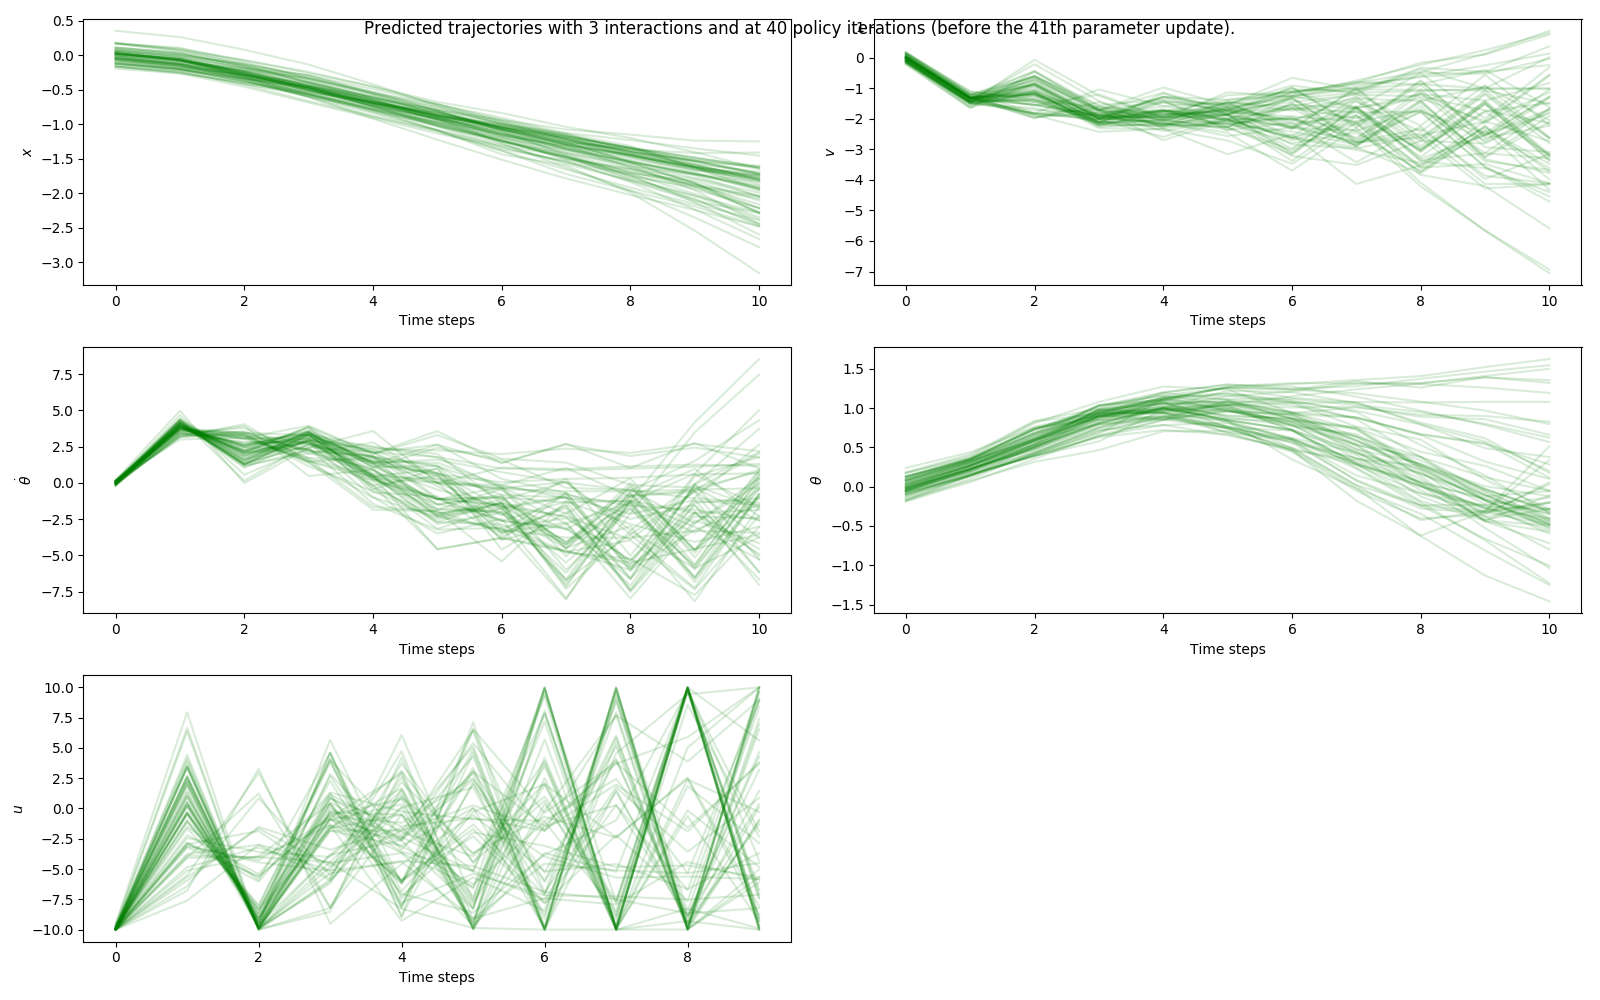 Predicted trajectories with 3 interactions and at 40 policy iterations (before the 41th parameter update).
0.5
0.0
−0.5
−1.0
−1.5
−2.0
−2.5
−3.0
x
0 2 4 6 8 10
Time steps
1
0
−1
−2
−3
−4
−5
−6
−7
v
0 2 4 6 8 10
Time steps
7.5
5.0
2.5
0.0
−2.5
−5.0
−7.5
θ̇
0 2 4 6 8 10
Time steps
1.5
1.0
0.5
0.0
−0.5
−1.0
−1.5
θ
0 2 4 6 8 10
Time steps
10.0
7.5
5.0
2.5
0.0
−2.5
−5.0
−7.5
−10.0
u
0 2 4 6 8
Time steps